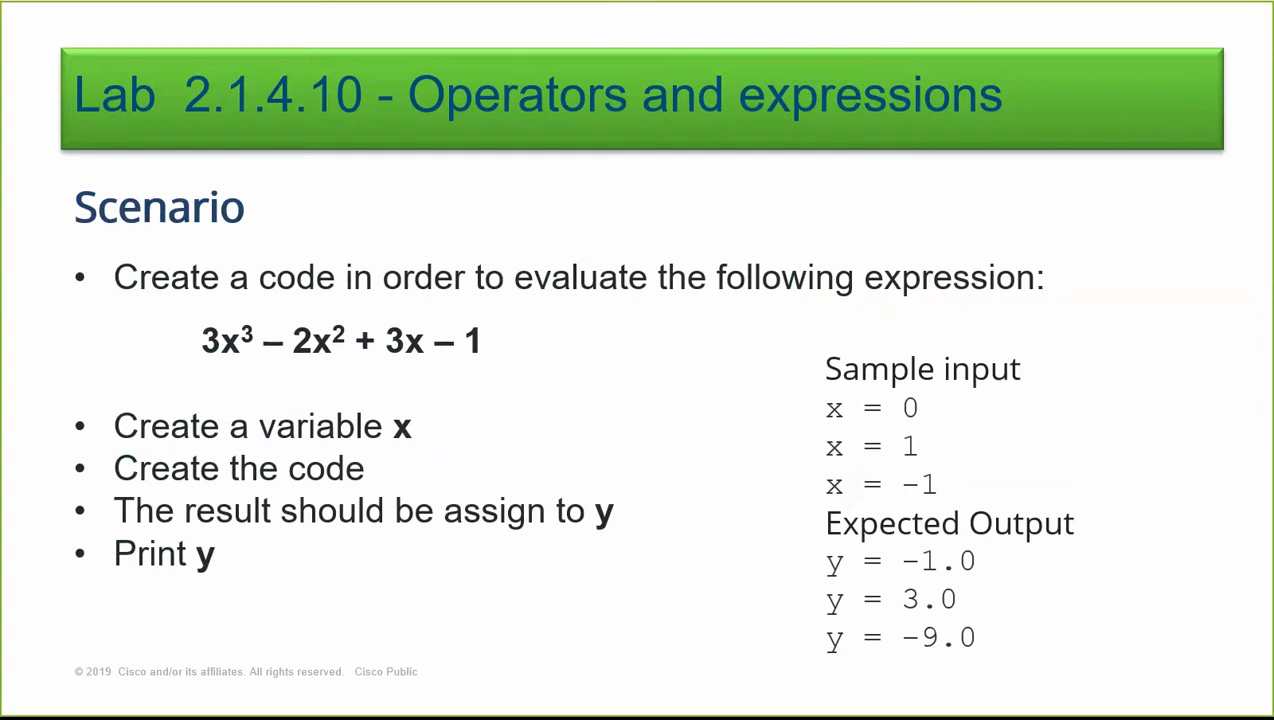 Lab 2.1.4.10 - Operators and expressions
Scenario
• Create a code in order to evaluate the following expression:
3x³ – 2x² + 3x – 1
• Create a variable x
• Create the code
• The result should be assign to y
• Print y
Sample input
x = 0
x = 1
x = -1
Expected Output
y = -1.0
y = 3.0
y = -9.0
© 2019 Cisco and/or its affiliates. All rights reserved. Cisco Public